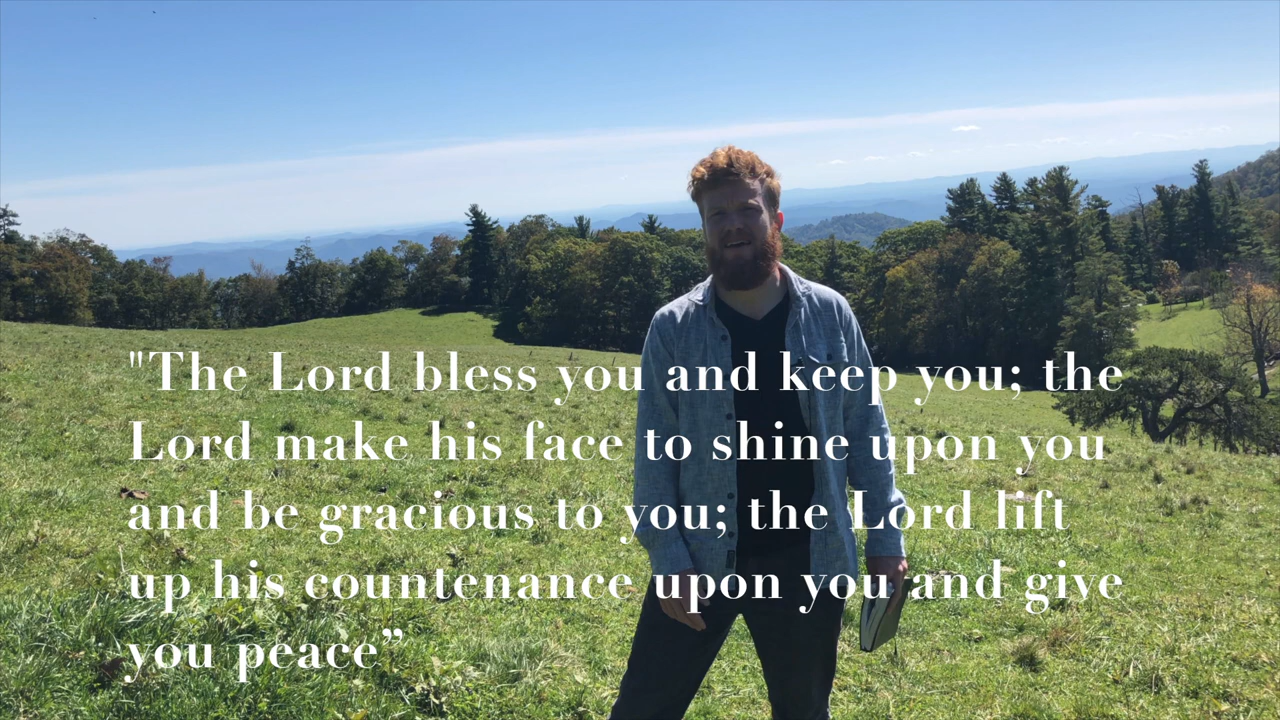 "The Lord bless you and keep you; the
Lord make his face to shine upon you
and be gracious to you; the Lord lift
up his countenance upon you and give
you peace”